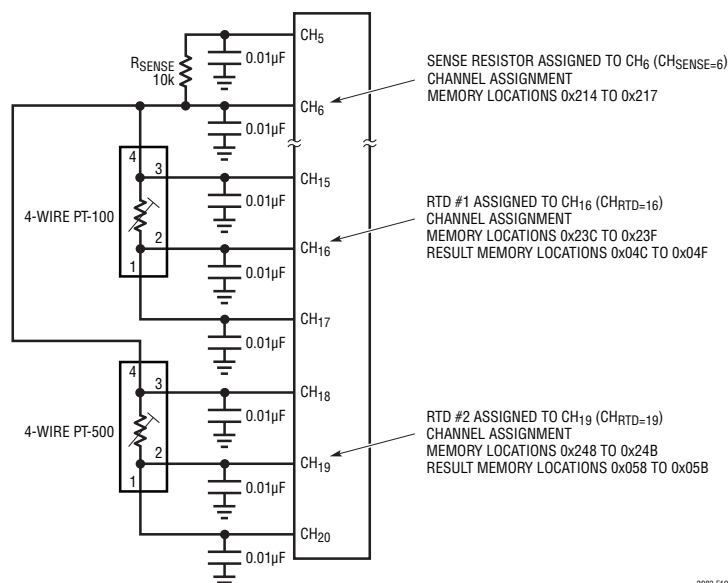 CH5
0.01µF
RSENSE
10k
CH6
0.01µF
SENSE RESISTOR ASSIGNED TO CH6 (CHSENSE=6)
CHANNEL ASSIGNMENT
MEMORY LOCATIONS 0x214 TO 0x217
4
3
CH15
0.01µF
4-WIRE PT-100
2
CH16
1
0.01µF
RTD #1 ASSIGNED TO CH16 (CHRTD=16)
CHANNEL ASSIGNMENT
MEMORY LOCATIONS 0x23C TO 0x23F
RESULT MEMORY LOCATIONS 0x04C TO 0x04F
CH17
0.01µF
4
3
CH18
0.01µF
4-WIRE PT-500
2
CH19
1
0.01µF
RTD #2 ASSIGNED TO CH19 (CHRTD=19)
CHANNEL ASSIGNMENT
MEMORY LOCATIONS 0x248 TO 0x24B
RESULT MEMORY LOCATIONS 0x058 TO 0x05B
CH20
0.01µF